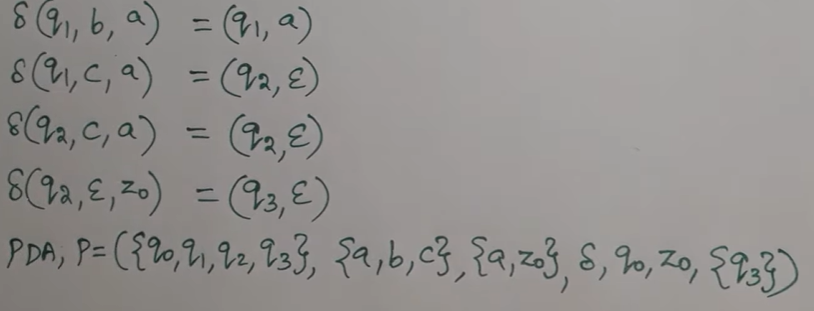 δ(q₁, b, a) = (q₁, a)
δ(q₁, c, a) = (q₂, ε)
δ(q₂, c, a) = (q₂, ε)
δ(q₂, ε, z₀) = (q₃, ε)
PDA, P = ({q₀, q₁, q₂, q₃}, {a, b, c}, {a, z₀}, δ, q₀, z₀, {q₃})